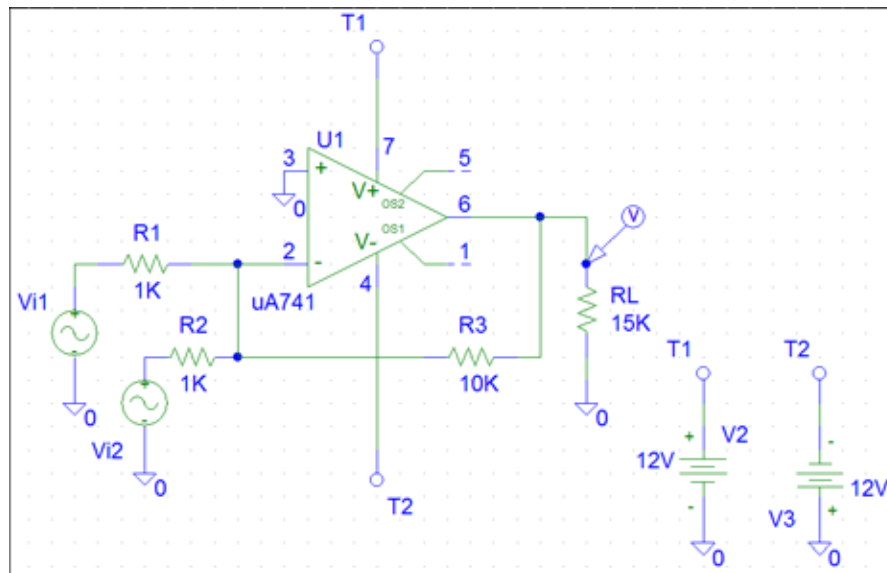 T1
U1
7
5
3
+
V+
OS2
0
6
V
OS1
V-
2
-
1
4
uA741
R1
1K
+
Vi1
-
0
R2
1K
+
Vi2
-
0
R3
10K
RL
15K
0
T2
T1
T2
+
V2
12V
-
0
-
12V
V3
+
0